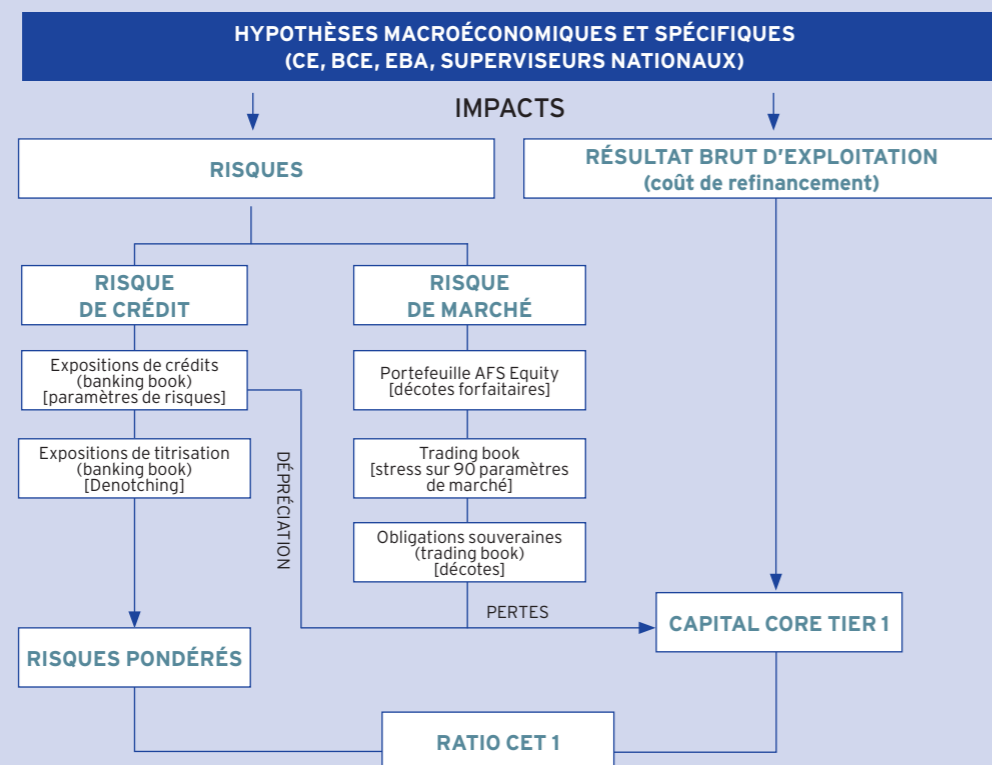 HYPOTHÈSES MACROÉCONOMIQUES ET SPÉCIFIQUES
(CE, BCE, EBA, SUPERVISEURS NATIONAUX)
IMPACTS
RISQUES
RÉSULTAT BRUT D'EXPLOITATION
(coût de refinancement)
RISQUE
DE CRÉDIT
RISQUE
DE MARCHÉ
Expositions de crédits
(banking book)
[paramètres de risques]
Portefeuille AFS Equity
[décotes forfaitaires]
Expositions de titrisation
(banking book)
[Denotching]
DÉPRÉCIATION
Trading book
[stress sur 90 paramètres
de marché]
Obligations souveraines
(trading book)
[décotes]
PERTES
CAPITAL CORE TIER 1
RISQUES PONDÉRÉS
RATIO CET 1